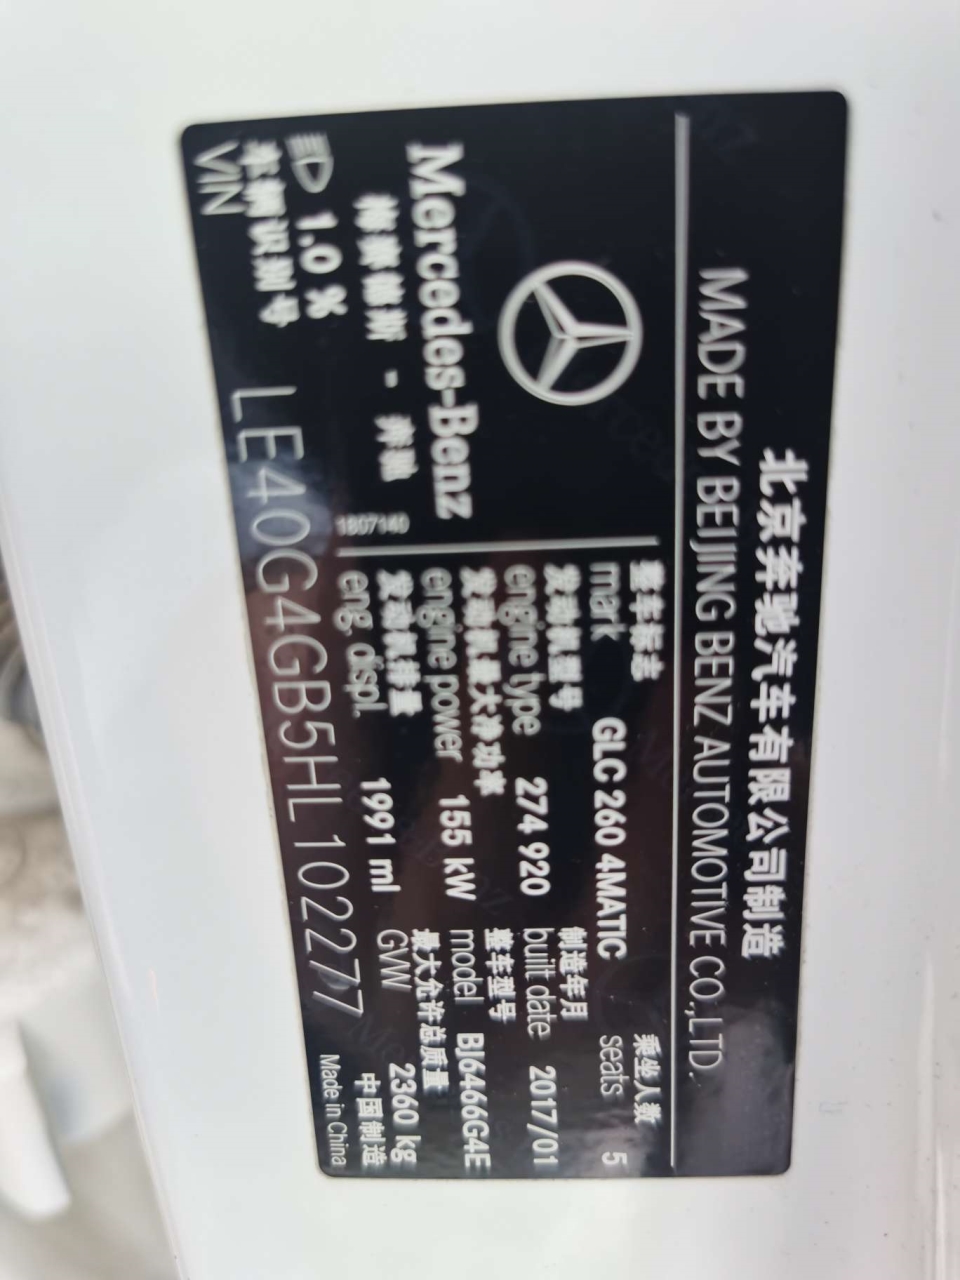 北京奔驰汽车有限公司制造
MADE BY BEIJING BENZ AUTOMOTIVE CO.,LTD.
Mercedes-Benz
梅赛德斯 - 奔驰
1807140
1.0 %
整车标志
mark GLC 260 4MATIC
乘坐人数
seats 5
发动机型号
engine type 274 920
制造年月
built date 2017/01
发动机最大净功率
engine power 155 kW
整车型号
model BJ6466G4E
发动机排量
eng. displ. 1991 ml
最大允许总质量
GVW 2360 kg
车辆识别号
VIN LE40G4GB5HL102277
中国制造
Made in China